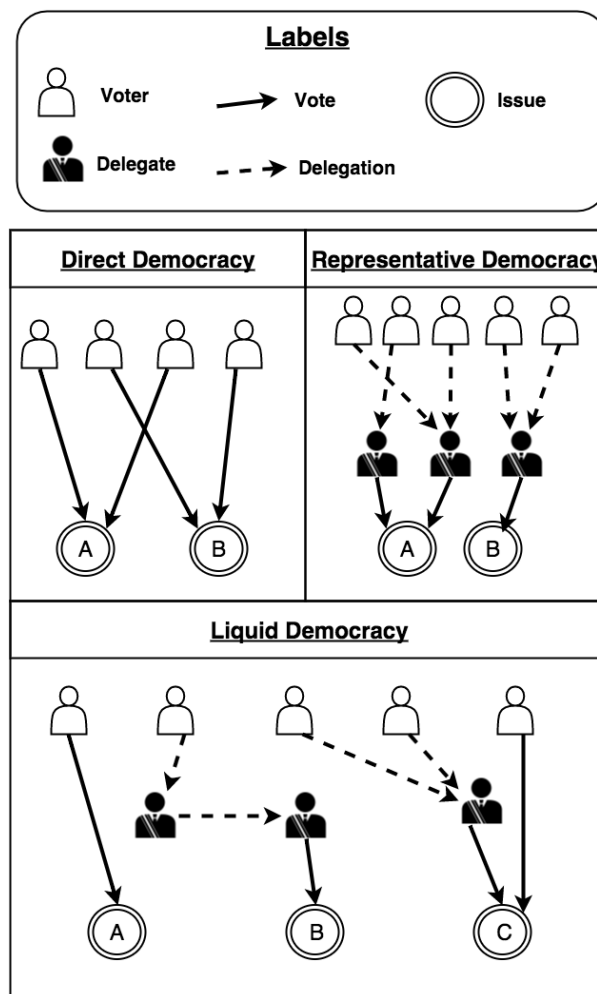 Labels
Voter
Vote
Issue
Delegate
Delegation
Direct Democracy
Representative Democracy
A
B
A
B
Liquid Democracy
A
B
C